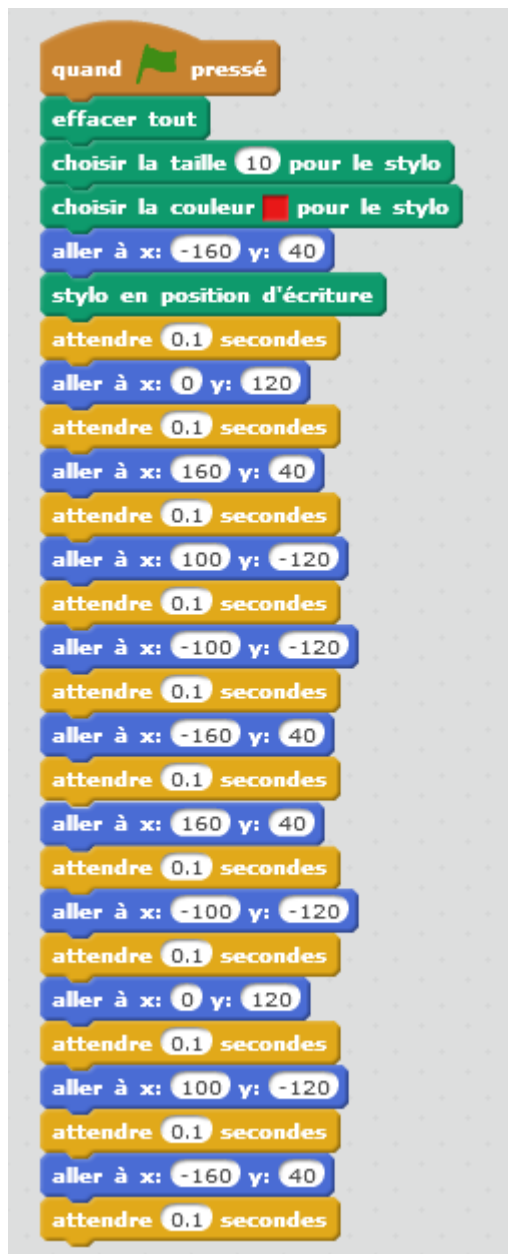 quand pressé
effacer tout
choisir la taille 10 pour le stylo
choisir la couleur pour le stylo
aller à x: -160 y: 40
stylo en position d'écriture
attendre 0.1 secondes
aller à x: 0 y: 120
attendre 0.1 secondes
aller à x: 160 y: 40
attendre 0.1 secondes
aller à x: 100 y: -120
attendre 0.1 secondes
aller à x: -100 y: -120
attendre 0.1 secondes
aller à x: -160 y: 40
attendre 0.1 secondes
aller à x: 160 y: 40
attendre 0.1 secondes
aller à x: -100 y: -120
attendre 0.1 secondes
aller à x: 0 y: 120
attendre 0.1 secondes
aller à x: 100 y: -120
attendre 0.1 secondes
aller à x: -160 y: 40
attendre 0.1 secondes